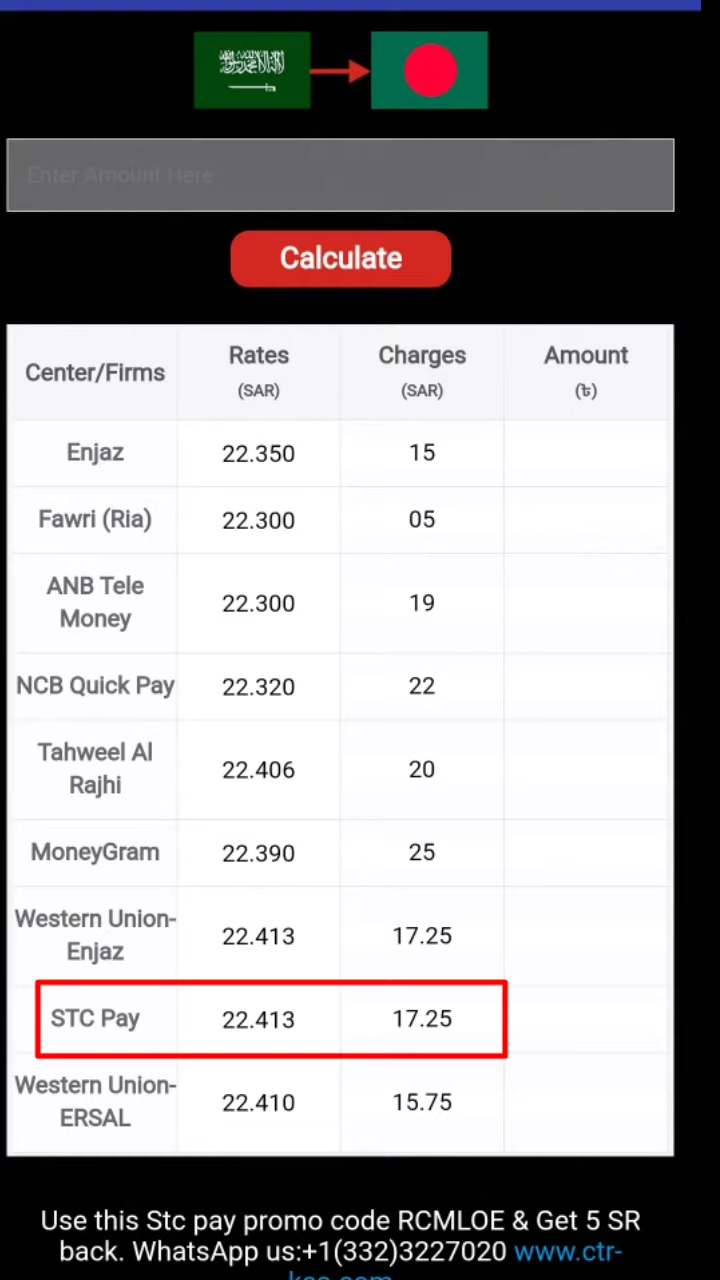 Enter Amount Here
Calculate
Center/Firms Rates (SAR) Charges (SAR) Amount (৳)
Enjaz 22.350 15
Fawri (Ria) 22.300 05
ANB Tele Money 22.300 19
NCB Quick Pay 22.320 22
Tahweel Al Rajhi 22.406 20
MoneyGram 22.390 25
Western Union-Enjaz 22.413 17.25
STC Pay 22.413 17.25
Western Union-ERSAL 22.410 15.75
Use this Stc pay promo code RCMLOE & Get 5 SR
back. WhatsApp us:+1(332)3227020 www.ctr-